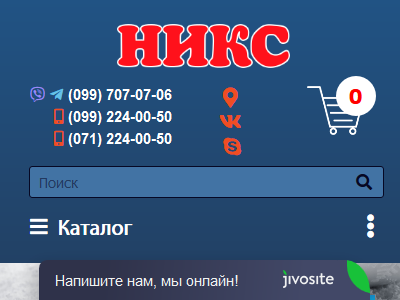 НИКС
(099) 707-07-06
(099) 224-00-50
(071) 224-00-50
0
Поиск
Каталог
Напишите нам, мы онлайн!
jivosite